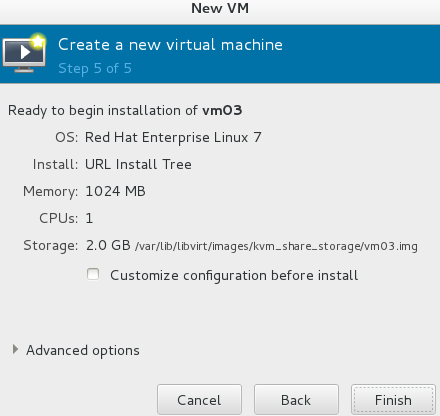 New VM
Create a new virtual machine
Step 5 of 5
Ready to begin installation of vm03
OS: Red Hat Enterprise Linux 7
Install: URL Install Tree
Memory: 1024 MB
CPUs: 1
Storage: 2.0 GB /var/lib/libvirt/images/kvm_share_storage/vm03.img
Customize configuration before install
Advanced options
Cancel Back Finish